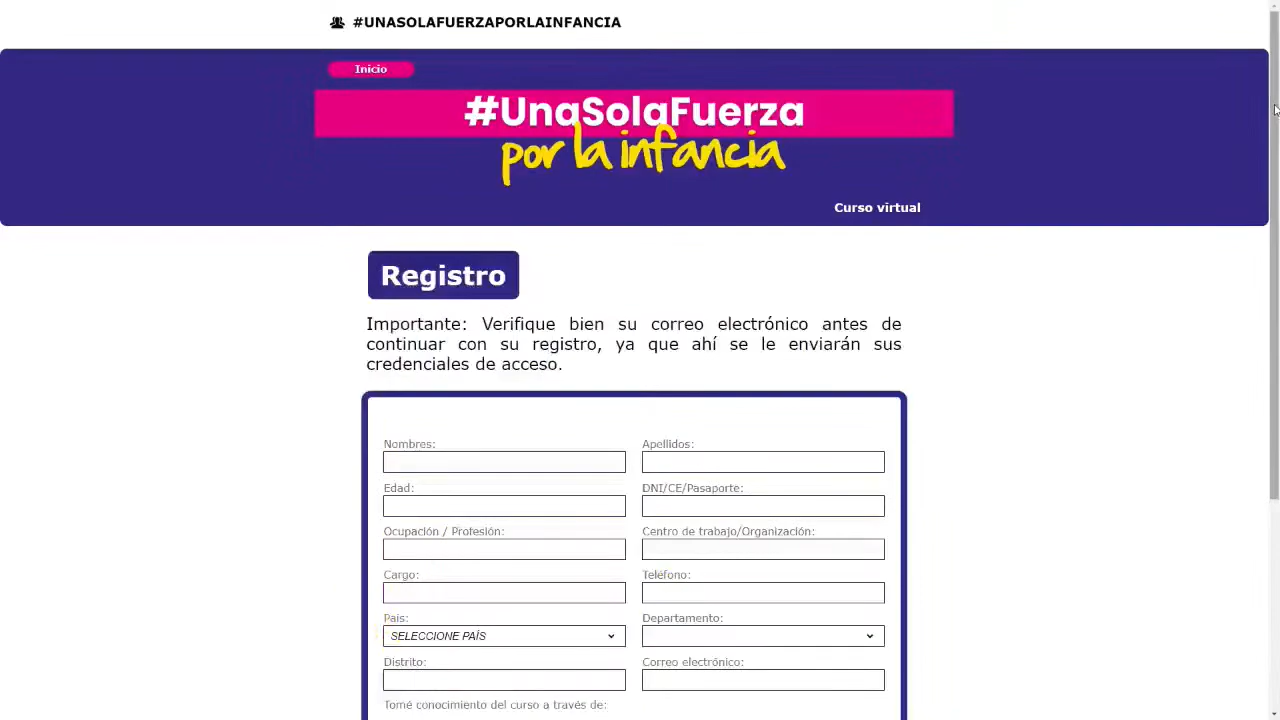 #UNASOLAFUERZAPORLAINFANCIA
Inicio
#UnaSolaFuerza
por la infancia
Curso virtual
Registro
Importante: Verifique bien su correo electrónico antes de
continuar con su registro, ya que ahí se le enviarán sus
credenciales de acceso.
Nombres:
Apellidos:
Edad:
DNI/CE/Pasaporte:
Ocupación / Profesión:
Centro de trabajo/Organización:
Cargo:
Teléfono:
País:
Departamento:
SELECCIONE PAÍS
Distrito:
Correo electrónico:
Tomé conocimiento del curso a través de: